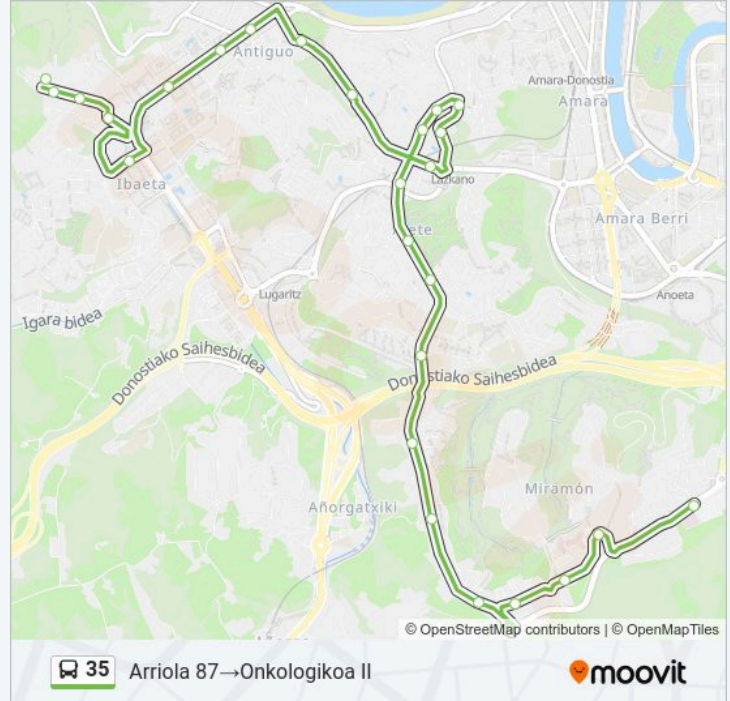 Antiguo
Amara-Donostia
Amara
Ibaeta
Lazkano
Amara Berri
Lugaritz
Anoeta
Igara bidea
Donostiako Saihesbidea
Donostiako Saihesbidea
Miramón
Añorgatxiki
© OpenStreetMap contributors | © OpenMapTiles
35 Arriola 87→Onkologikoa II
moovit